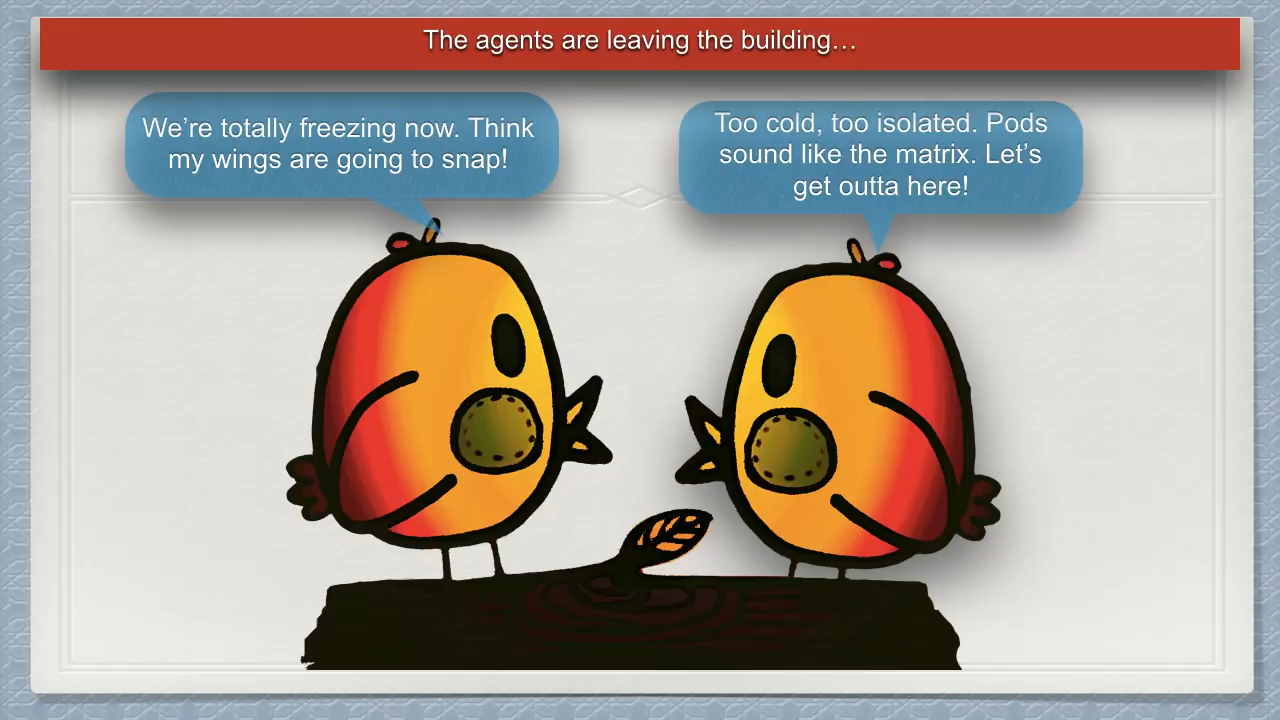 The agents are leaving the building…
We’re totally freezing now. Think
my wings are going to snap!
Too cold, too isolated. Pods
sound like the matrix. Let’s
get outta here!